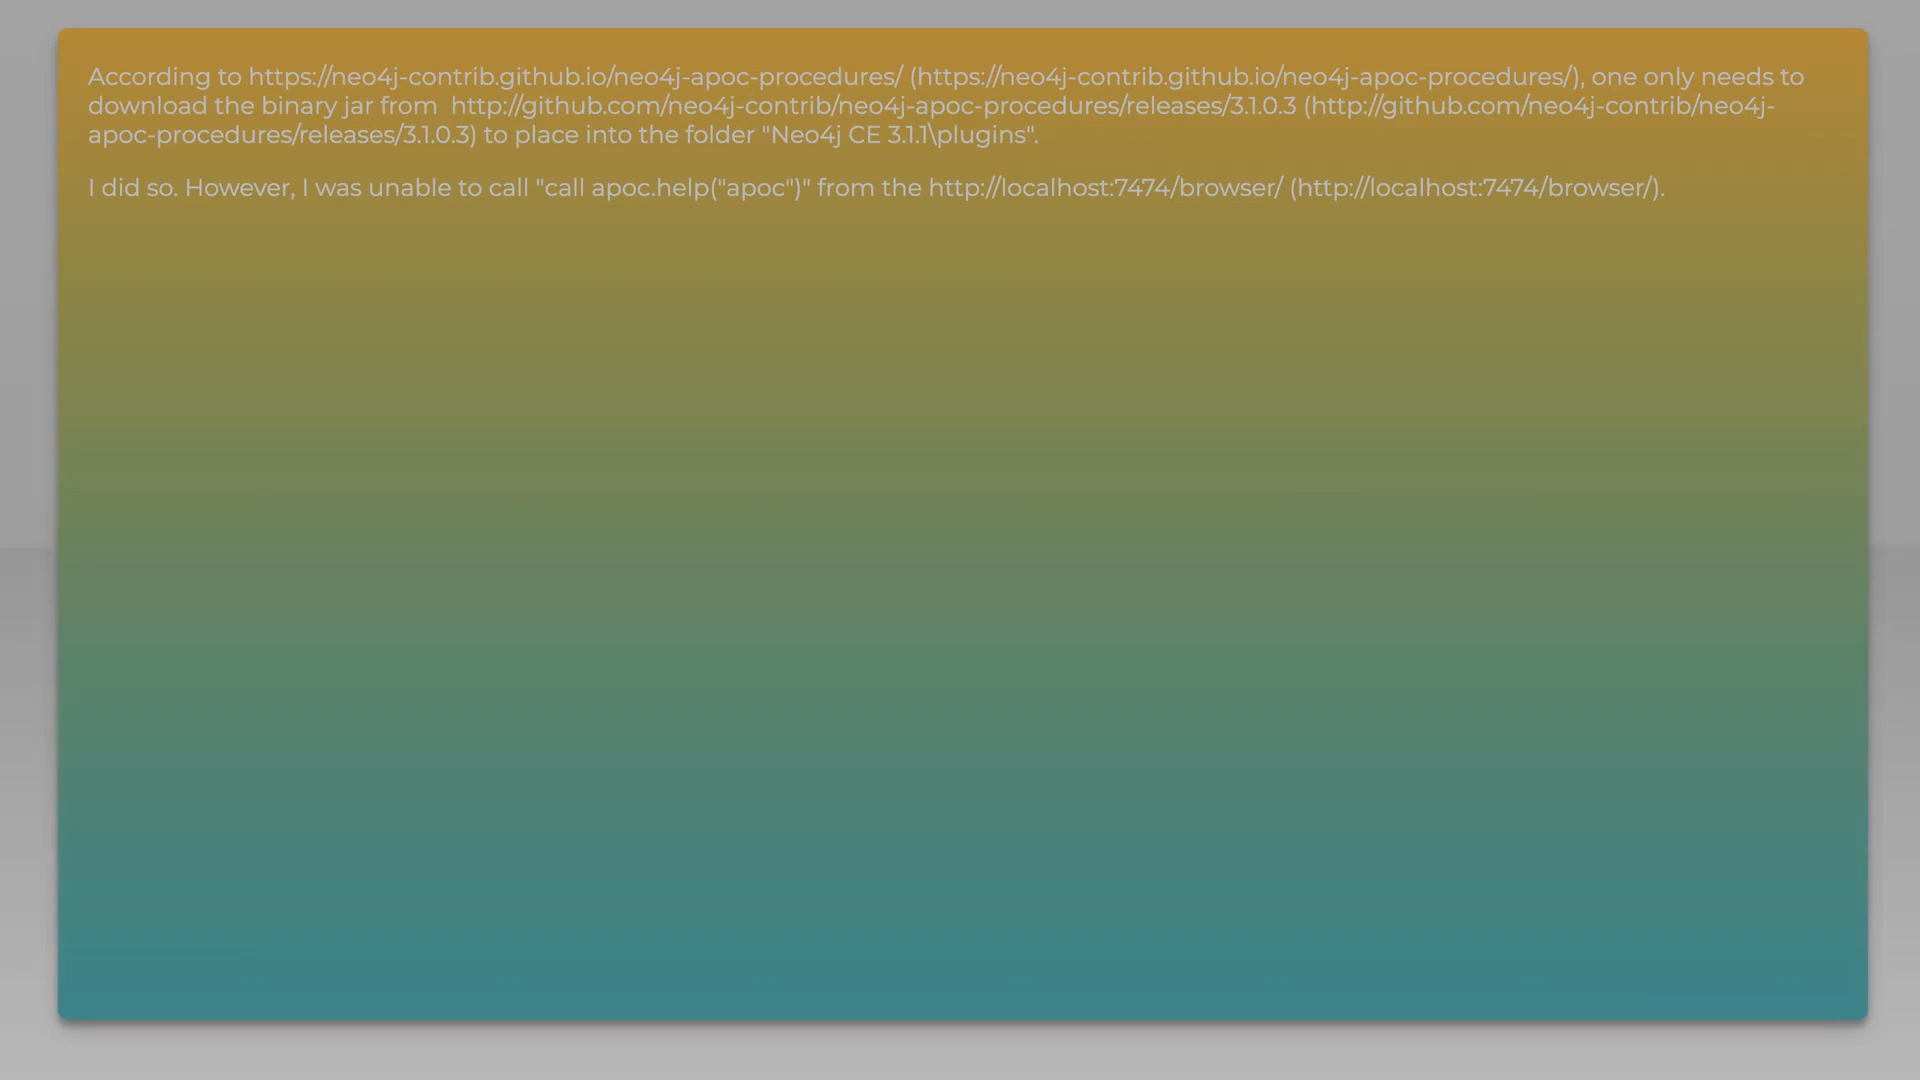 According to https://neo4j-contrib.github.io/neo4j-apoc-procedures/ (https://neo4j-contrib.github.io/neo4j-apoc-procedures/), one only needs to
download the binary jar from  http://github.com/neo4j-contrib/neo4j-apoc-procedures/releases/3.1.0.3 (http://github.com/neo4j-contrib/neo4j-
apoc-procedures/releases/3.1.0.3) to place into the folder "Neo4j CE 3.1.1\plugins".
I did so. However, I was unable to call "call apoc.help("apoc")" from the http://localhost:7474/browser/ (http://localhost:7474/browser/).